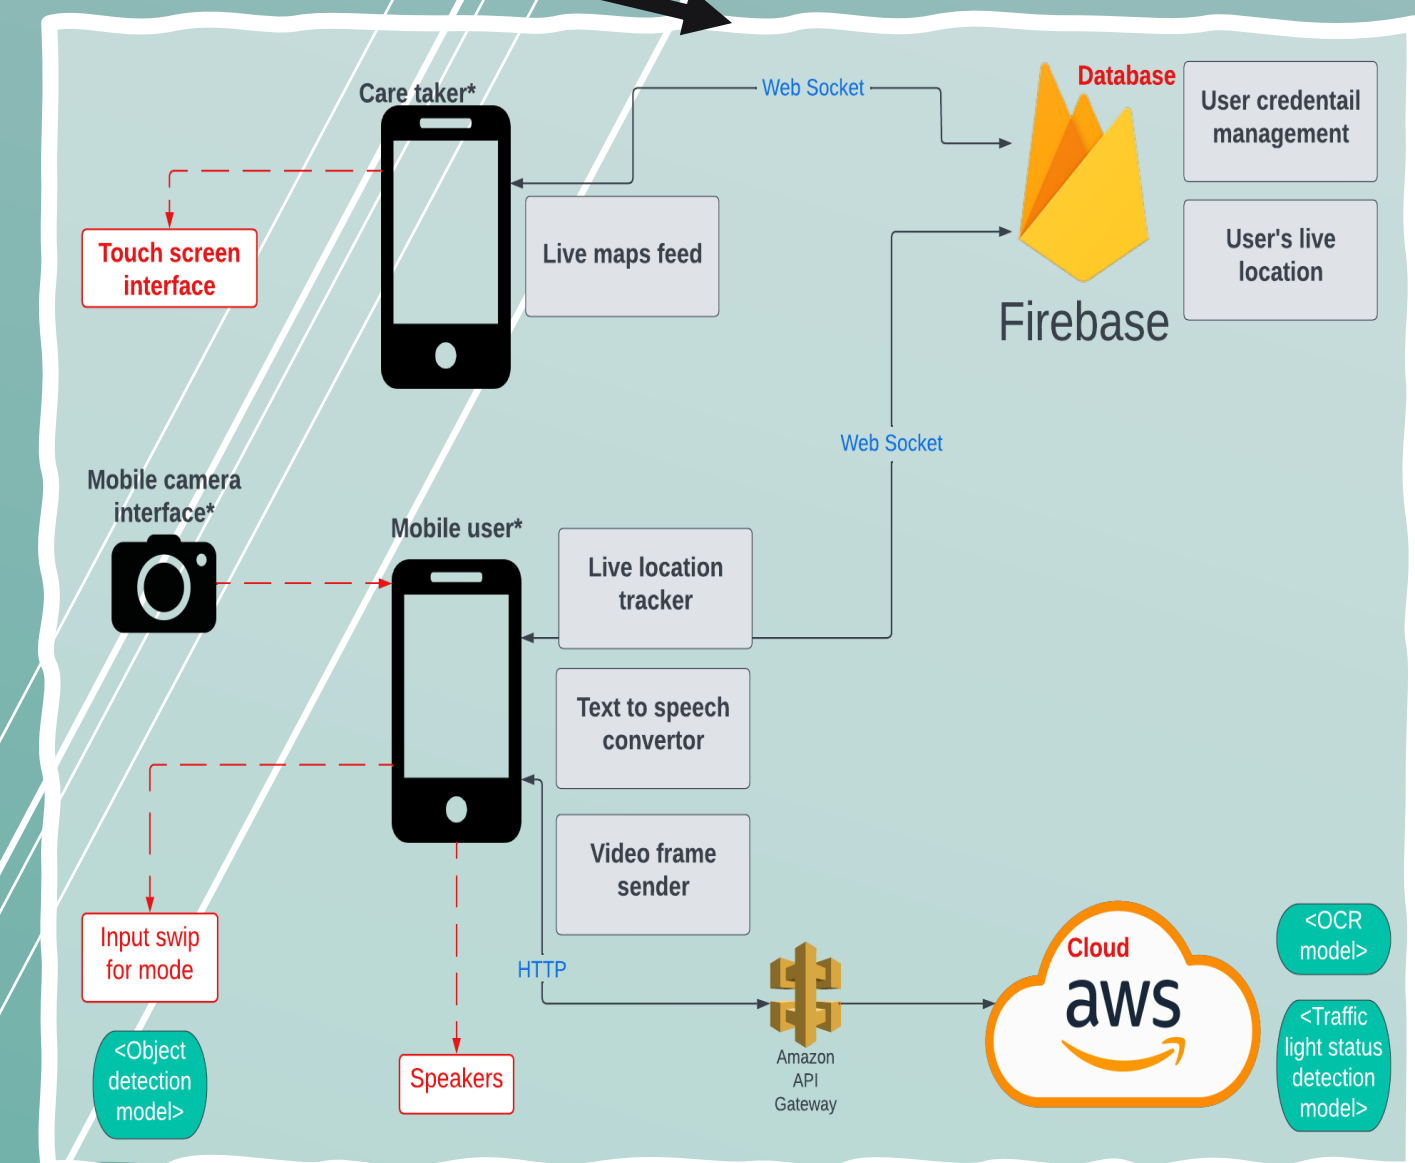 Care taker*
Web Socket
Database
User credentail
management
Touch screen
interface
Live maps feed
User's live
location
Firebase
Web Socket
Mobile camera
interface*
Mobile user*
Live location
tracker
Text to speech
convertor
Video frame
sender
Input swip
for mode
HTTP
Cloud
aws
<OCR
model>
<Object
detection
model>
Speakers
Amazon
API
Gateway
<Traffic
light status
detection
model>